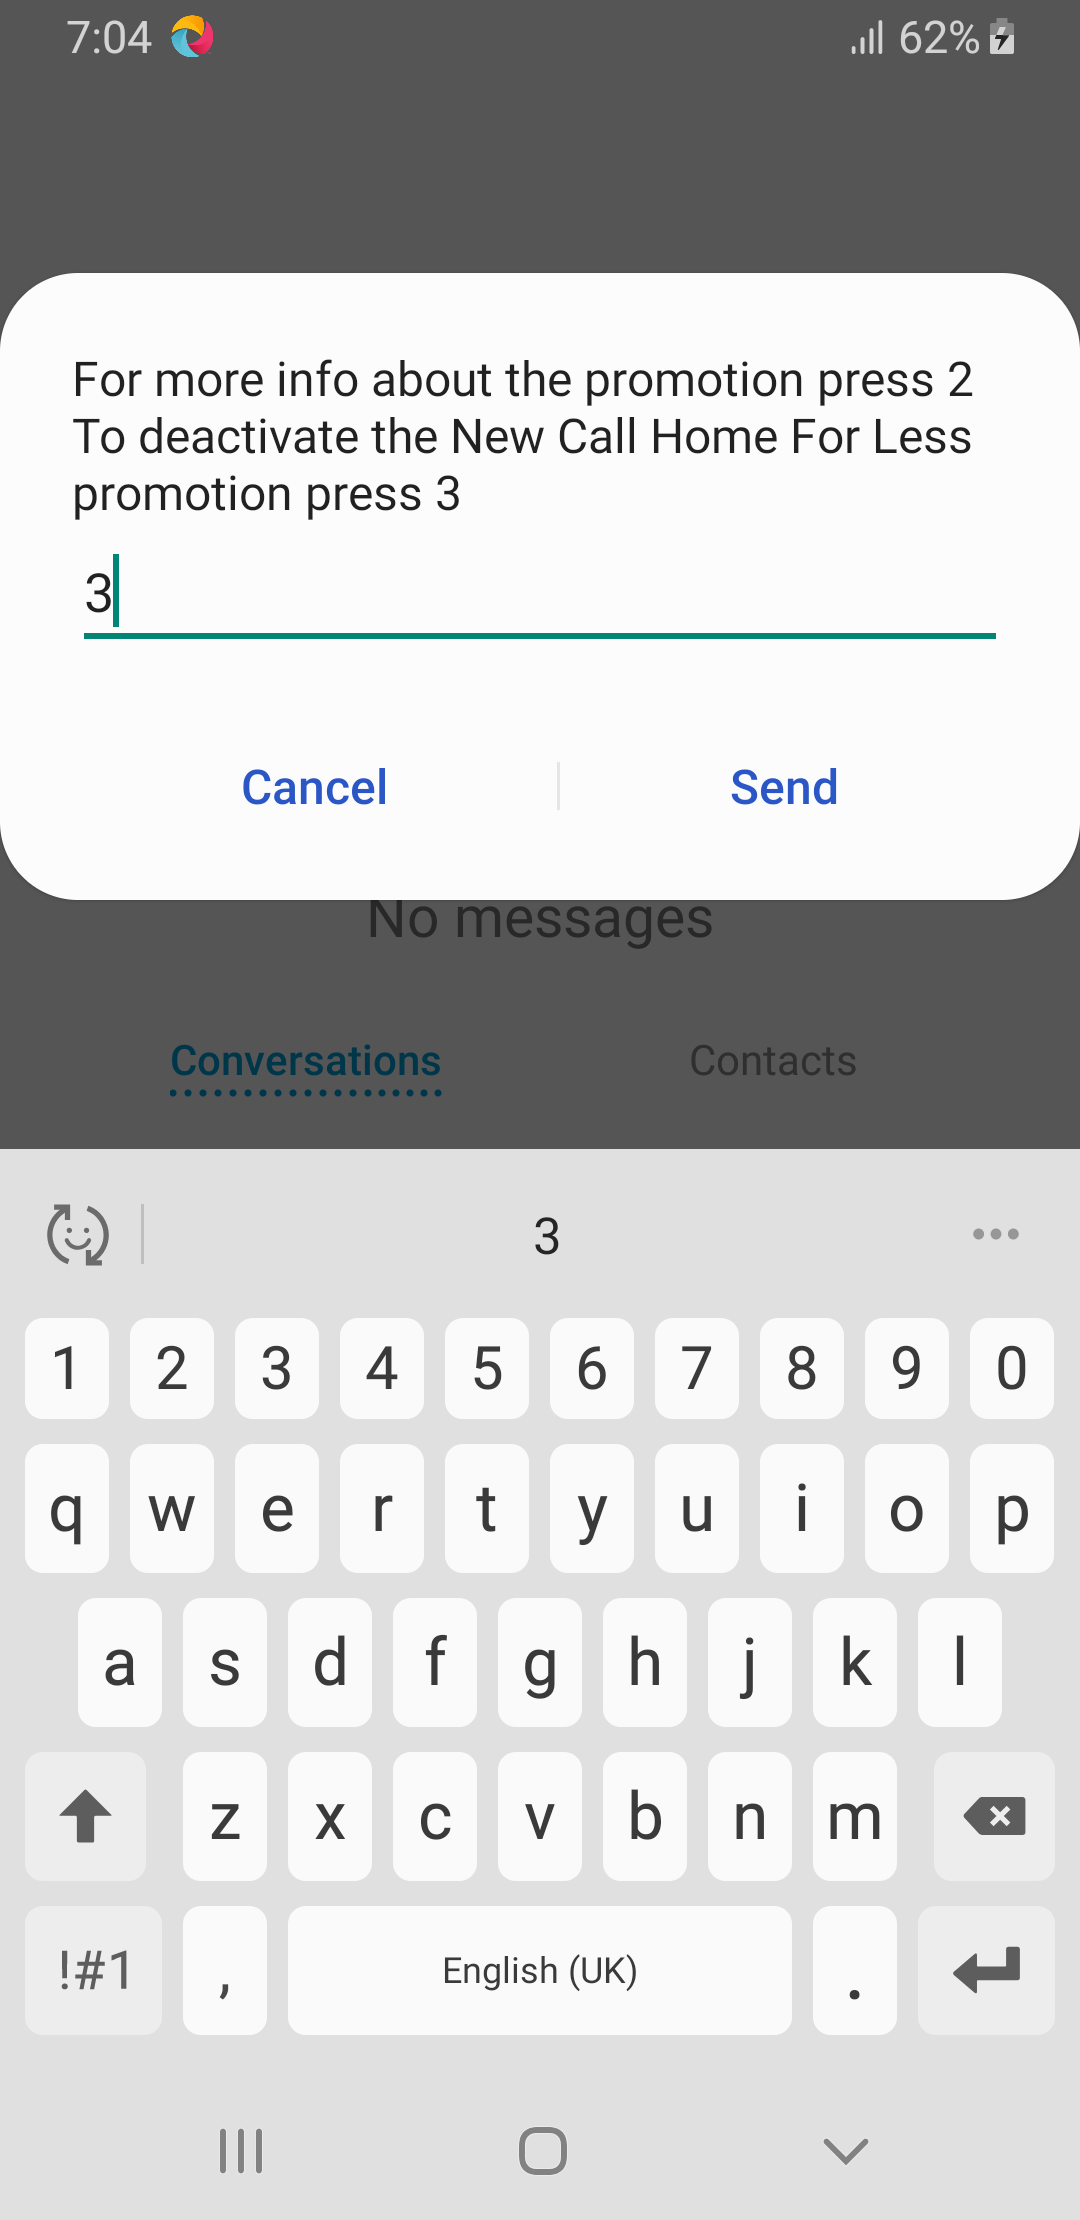 7:04 62%
For more info about the promotion press 2
To deactivate the New Call Home For Less
promotion press 3
3
Cancel Send
No messages
Conversations Contacts
3
1 2 3 4 5 6 7 8 9 0
q w e r t y u i o p
a s d f g h j k l
z x c v b n m
!#1 , English (UK) .